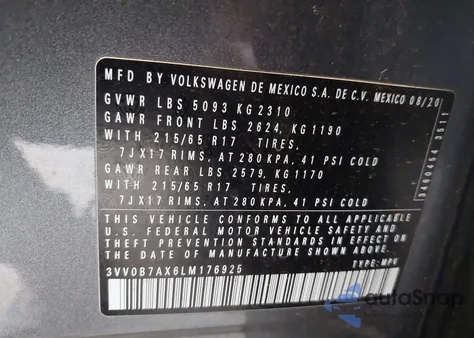 MFD BY VOLKSWAGEN DE MEXICO S.A. DE C.V. MEXICO 08/20
GVWR LBS 5093 KG 2310
GAWR FRONT LBS 2624, KG 1190
WITH 215/65 R17 TIRES,
7JX17 RIMS, AT 280 KPA, 41 PSI COLD
GAWR REAR LBS 2579, KG 1170
WITH 215/65 R17 TIRES,
7JX17 RIMS, AT 280 KPA, 41 PSI COLD
THIS VEHICLE CONFORMS TO ALL APPLICABLE
U.S. FEDERAL MOTOR VEHICLE SAFETY AND
THEFT PREVENTION STANDARDS IN EFFECT ON
THE DATE OF MANUFACTURE SHOWN ABOVE.
3VV0B7AX6LM176925 TYPE: MPV
3460454 3511
autoSnap